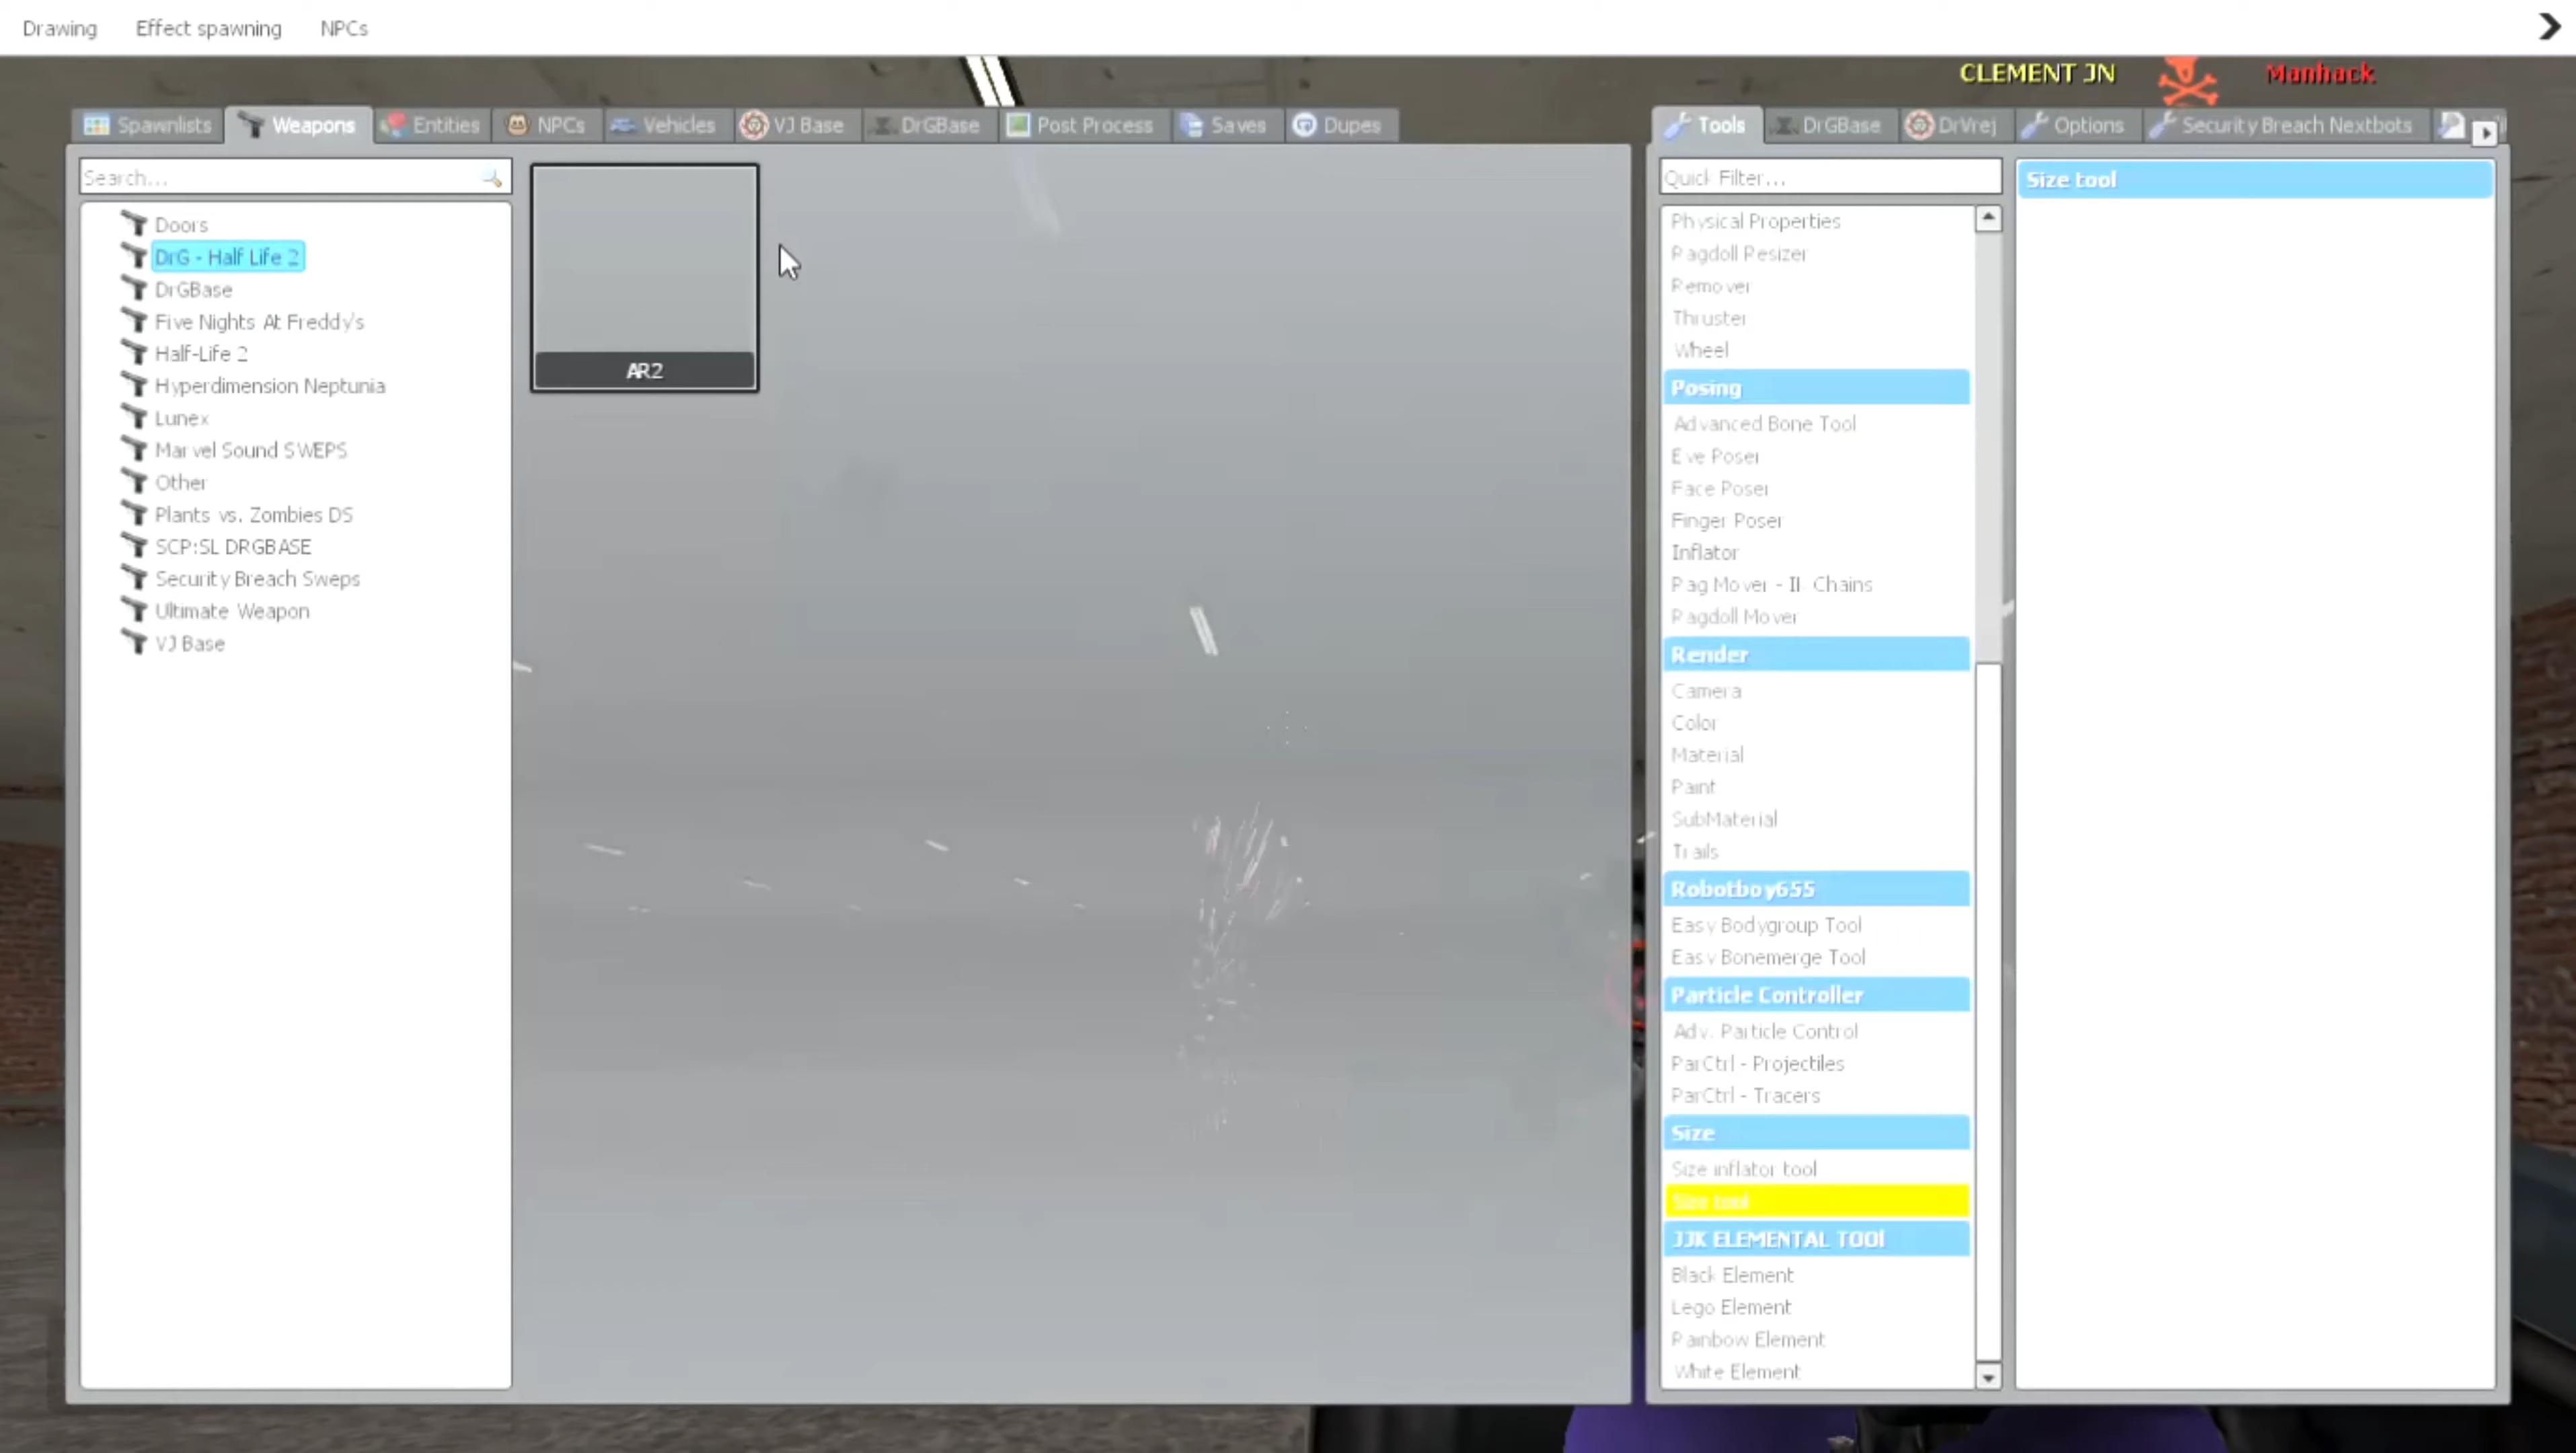 Drawing Effect spawning NPCs
CLEMENT JN Manhack
Spawnlists Weapons Entities NPCs Vehicles VJ Base DrGBase Post Process Saves Dupes
Tools DrGBase DrVrej Options Security Breach Nextbots
Search...
Doors
DrG - Half Life 2
DrGBase
Five Nights At Freddy's
Half-Life 2
Hyperdimension Neptunia
Lunex
Marvel Sound SWEPS
Other
Plants vs. Zombies DS
SCP:SL DRGBASE
Security Breach Sweps
Ultimate Weapon
VJ Base
AR2
Quick Filter...
Physical Properties
Ragdoll Resizer
Remover
Thruster
Wheel
Posing
Advanced Bone Tool
Eye Poser
Face Poser
Finger Poser
Inflator
Rag Mover - IK Chains
Ragdoll Mover
Render
Camera
Color
Material
Paint
SubMaterial
Trails
Robotboy655
Easy Bodygroup Tool
Easy Bonemerge Tool
Particle Controller
Adv. Particle Control
ParCtrl - Projectiles
ParCtrl - Tracers
Size
Size inflator tool
Size tool
JJK ELEMENTAL TOOl
Black Element
Lego Element
Rainbow Element
White Element
Size tool